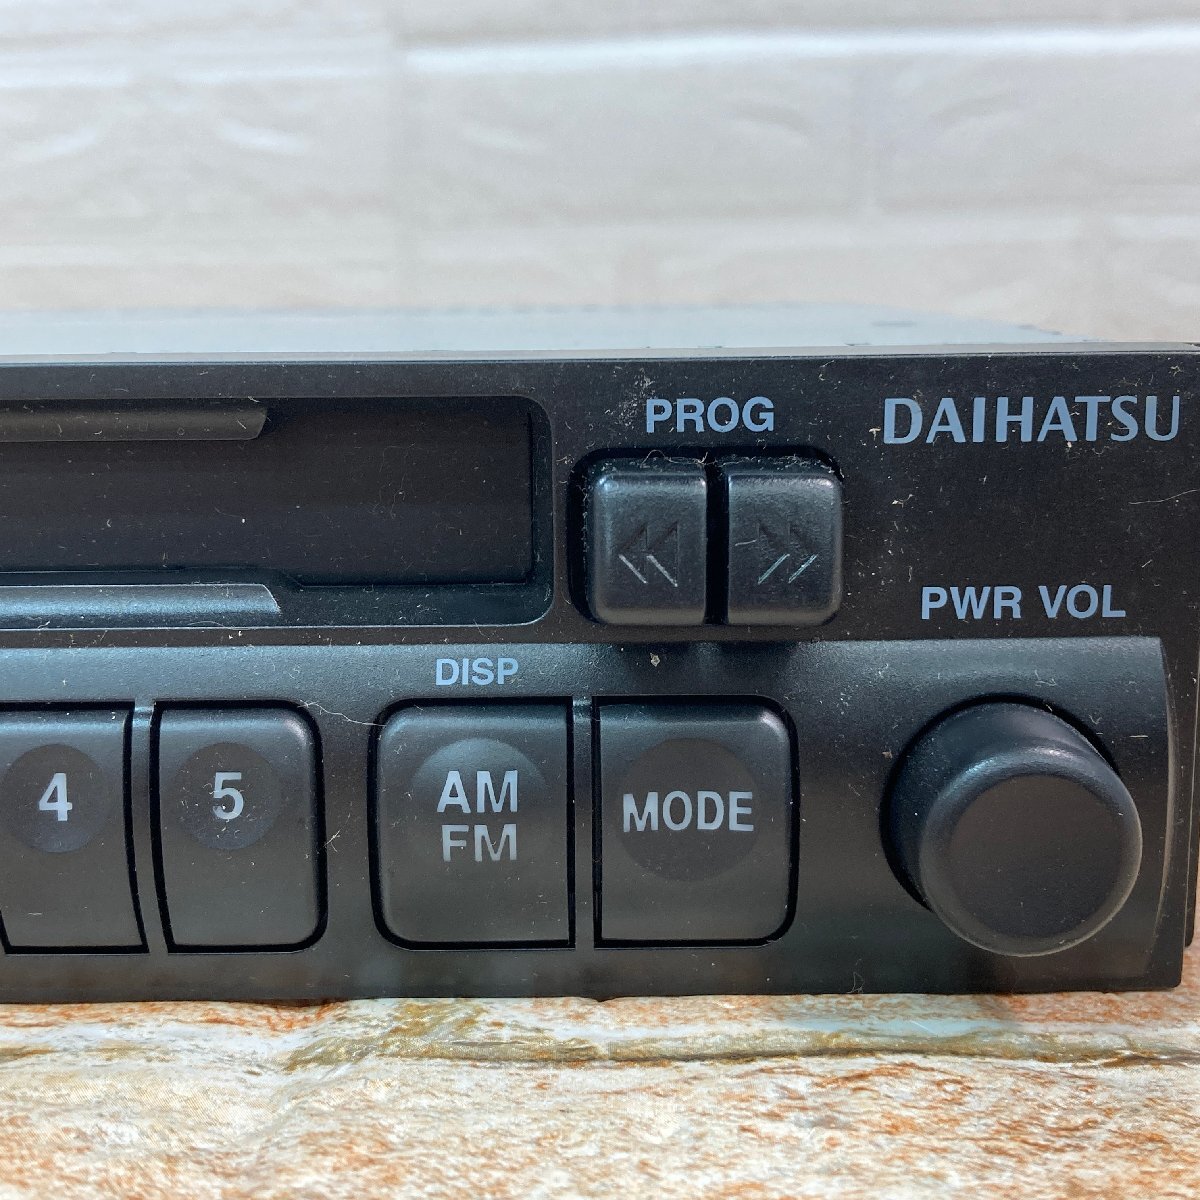 PROG
DAIHATSU
PWR VOL
DISP
4
5
AM
FM
MODE